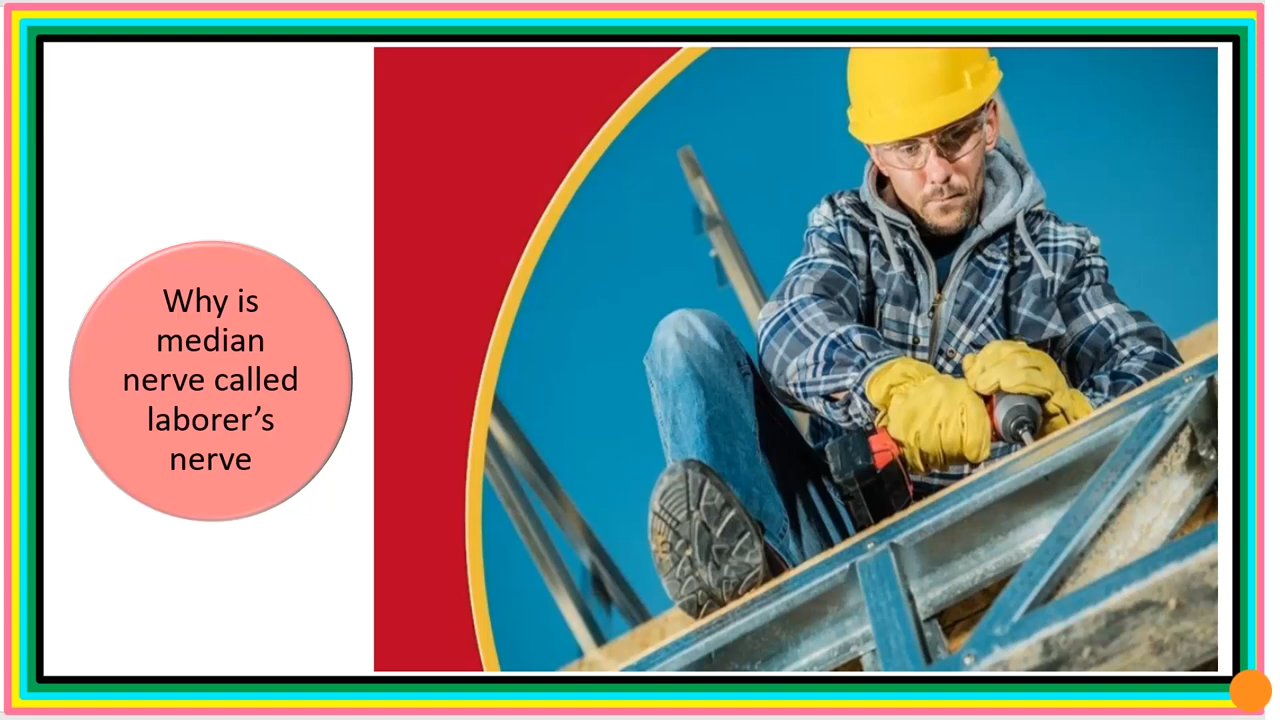 Why is
median
nerve called
laborer’s
nerve